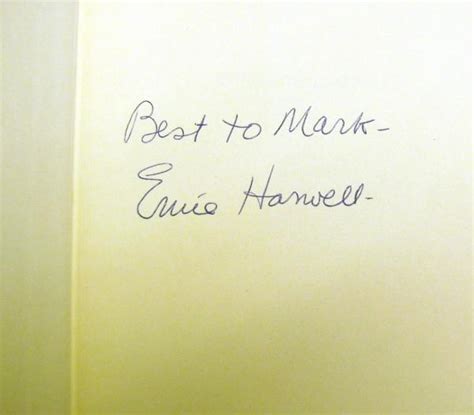 Best to Mark-
Ernie Harwell-